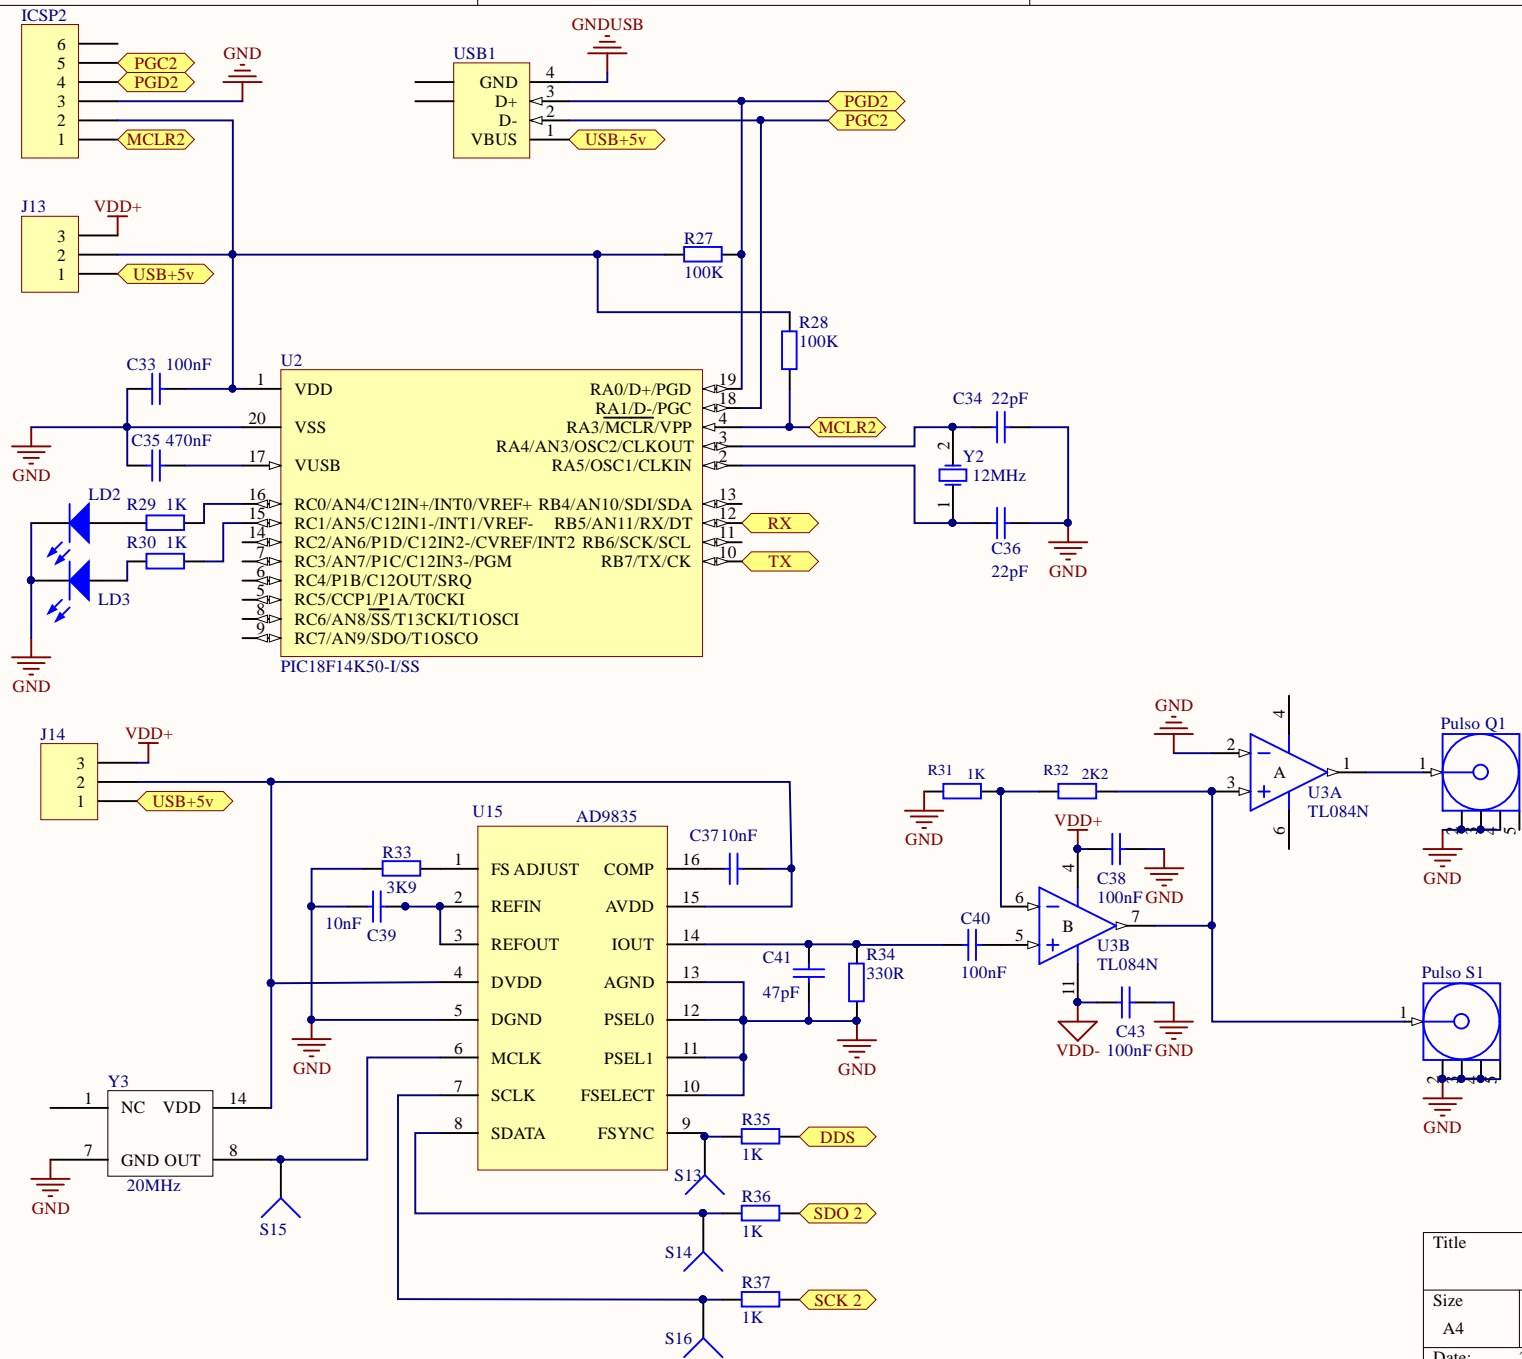 ICSP2
6
5 PGC2
4 PGD2
3
2
1 MCLR2
GND
GNDUSB
USB1
GND 4
D+ 3 PGD2
D- 2 PGC2
VBUS 1 USB+5v
J13
VDD+
3
2
1 USB+5v
R27
100K
R28
100K
C33 100nF
C35 470nF
GND
U2
1 VDD
20 VSS
17 VUSB
16 RC0/AN4/C12IN+/INT0/VREF+
15 RC1/AN5/C12IN1-/INT1/VREF-
14 RC2/AN6/P1D/C12IN2-/CVREF/INT2
7 RC3/AN7/P1C/C12IN3-/PGM
6 RC4/P1B/C12OUT/SRQ
5 RC5/CCP1/P1A/T0CKI
8 RC6/AN8/SS/T13CKI/T1OSCI
9 RC7/AN9/SDO/T1OSCO
RA0/D+/PGD 19
RA1/D-/PGC 18
RA3/MCLR/VPP 4 MCLR2
RA4/AN3/OSC2/CLKOUT 3
RA5/OSC1/CLKIN 2
RB4/AN10/SDI/SDA 13
RB5/AN11/RX/DT 12 RX
RB6/SCK/SCL 11
RB7/TX/CK 10 TX
PIC18F14K50-I/SS
LD2
R29 1K
R30 1K
LD3
GND
C34 22pF
2
Y2
12MHz
1
C36
22pF
GND
J14
VDD+
3
2
1 USB+5v
U15
AD9835
1 FS ADJUST
2 REFIN
3 REFOUT
4 DVDD
5 DGND
6 MCLK
7 SCLK
8 SDATA
COMP 16
AVDD 15
IOUT 14
AGND 13
PSEL0 12
PSEL1 11
FSELECT 10
FSYNC 9
R33
3K9
10nF
C39
GND
C37 10nF
C41
47pF
R34
330R
GND
C40
100nF
Y3
1 NC VDD 14
7 GND OUT 8
20MHz
GND
S15
R35
1K
DDS
S13
R36
1K
SDO 2
S14
R37
1K
SCK 2
S16
R31 1K
R32 2K2
GND
VDD+
4
C38
100nF
GND
6
5
B
7
U3B
TL084N
11
C43
100nF
VDD-
GND
GND
4
2
3
A
1
U3A
TL084N
6
Pulso Q1
1
2 3 4 5
GND
Pulso S1
1
2 3 4 5
GND
Title
Size
A4
Date: